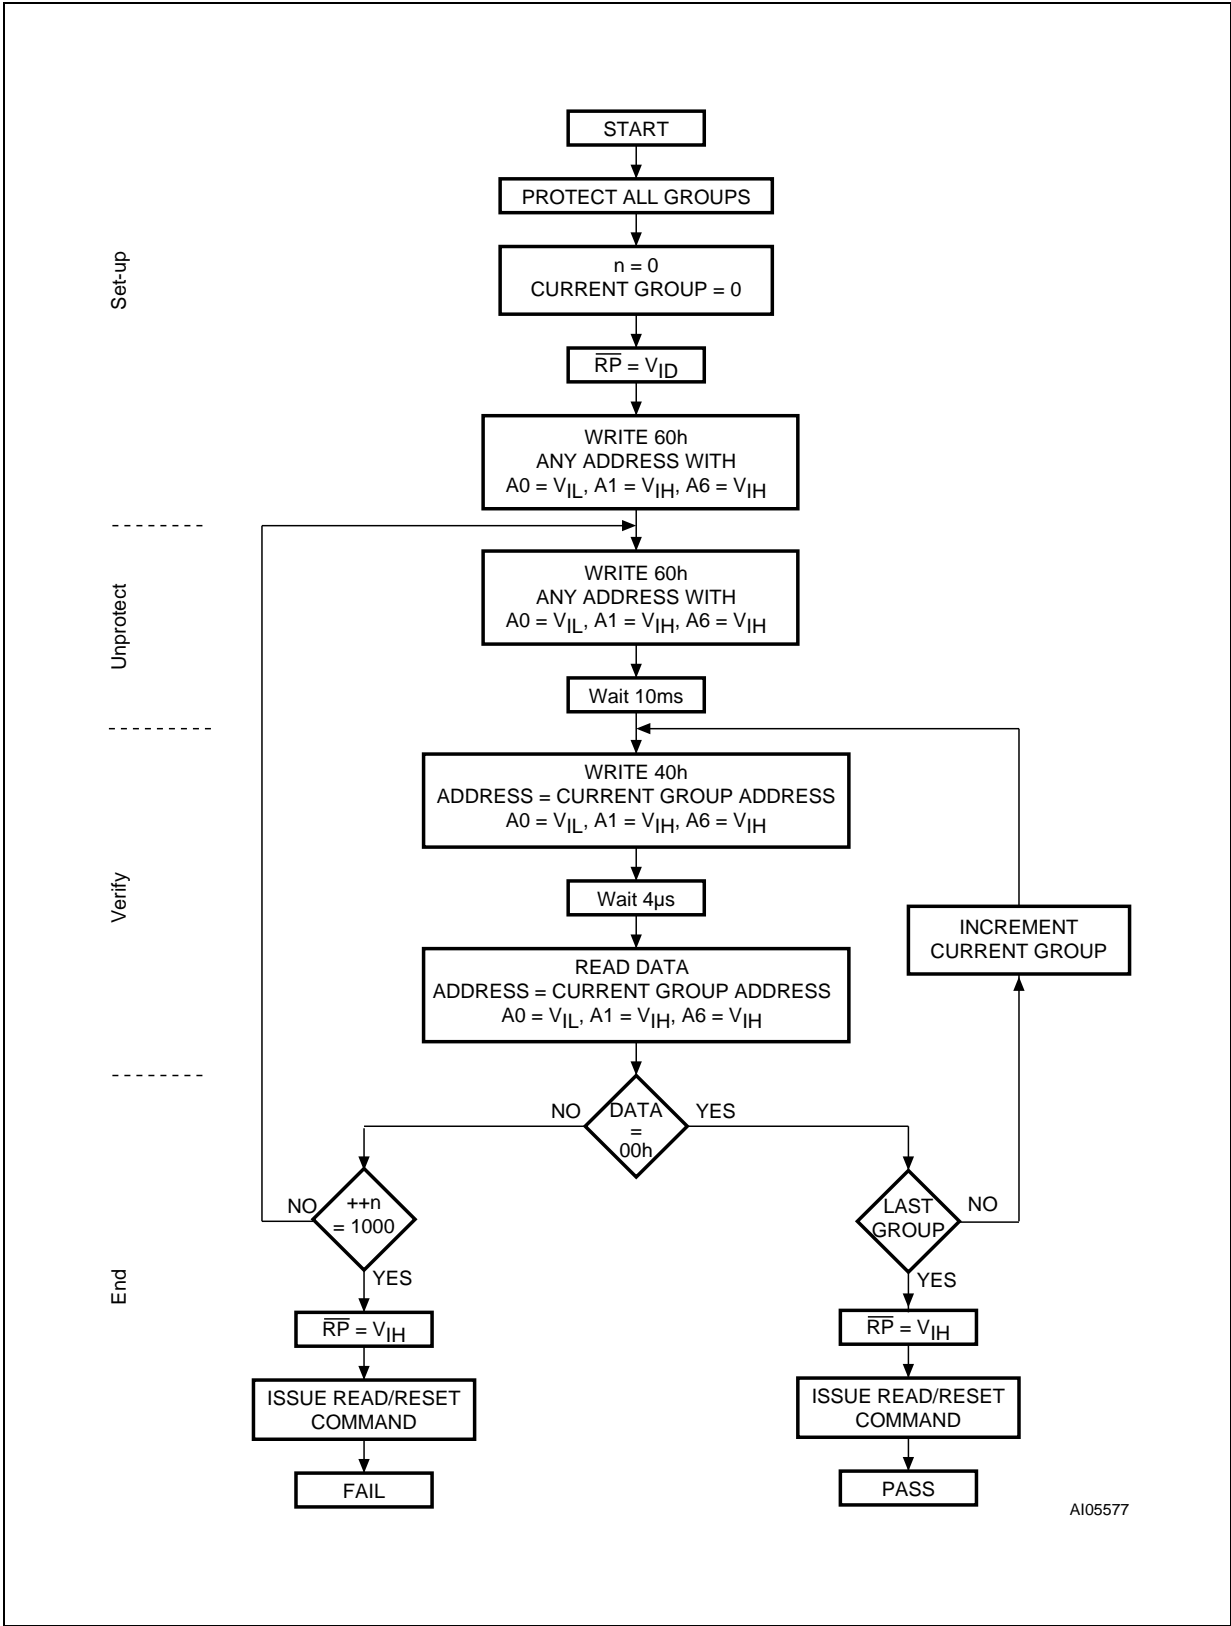 START
PROTECT ALL GROUPS
Set-up
n = 0
CURRENT GROUP = 0
R̅P̅ = VID
WRITE 60h
ANY ADDRESS WITH
A0 = VIL, A1 = VIH, A6 = VIH
Unprotect
WRITE 60h
ANY ADDRESS WITH
A0 = VIL, A1 = VIH, A6 = VIH
Wait 10ms
Verify
WRITE 40h
ADDRESS = CURRENT GROUP ADDRESS
A0 = VIL, A1 = VIH, A6 = VIH
Wait 4µs
INCREMENT
CURRENT GROUP
READ DATA
ADDRESS = CURRENT GROUP ADDRESS
A0 = VIL, A1 = VIH, A6 = VIH
End
NO
DATA
=
00h
YES
NO
++n
= 1000
YES
LAST
GROUP
NO
YES
R̅P̅ = VIH
R̅P̅ = VIH
ISSUE READ/RESET
COMMAND
ISSUE READ/RESET
COMMAND
FAIL
PASS
AI05577